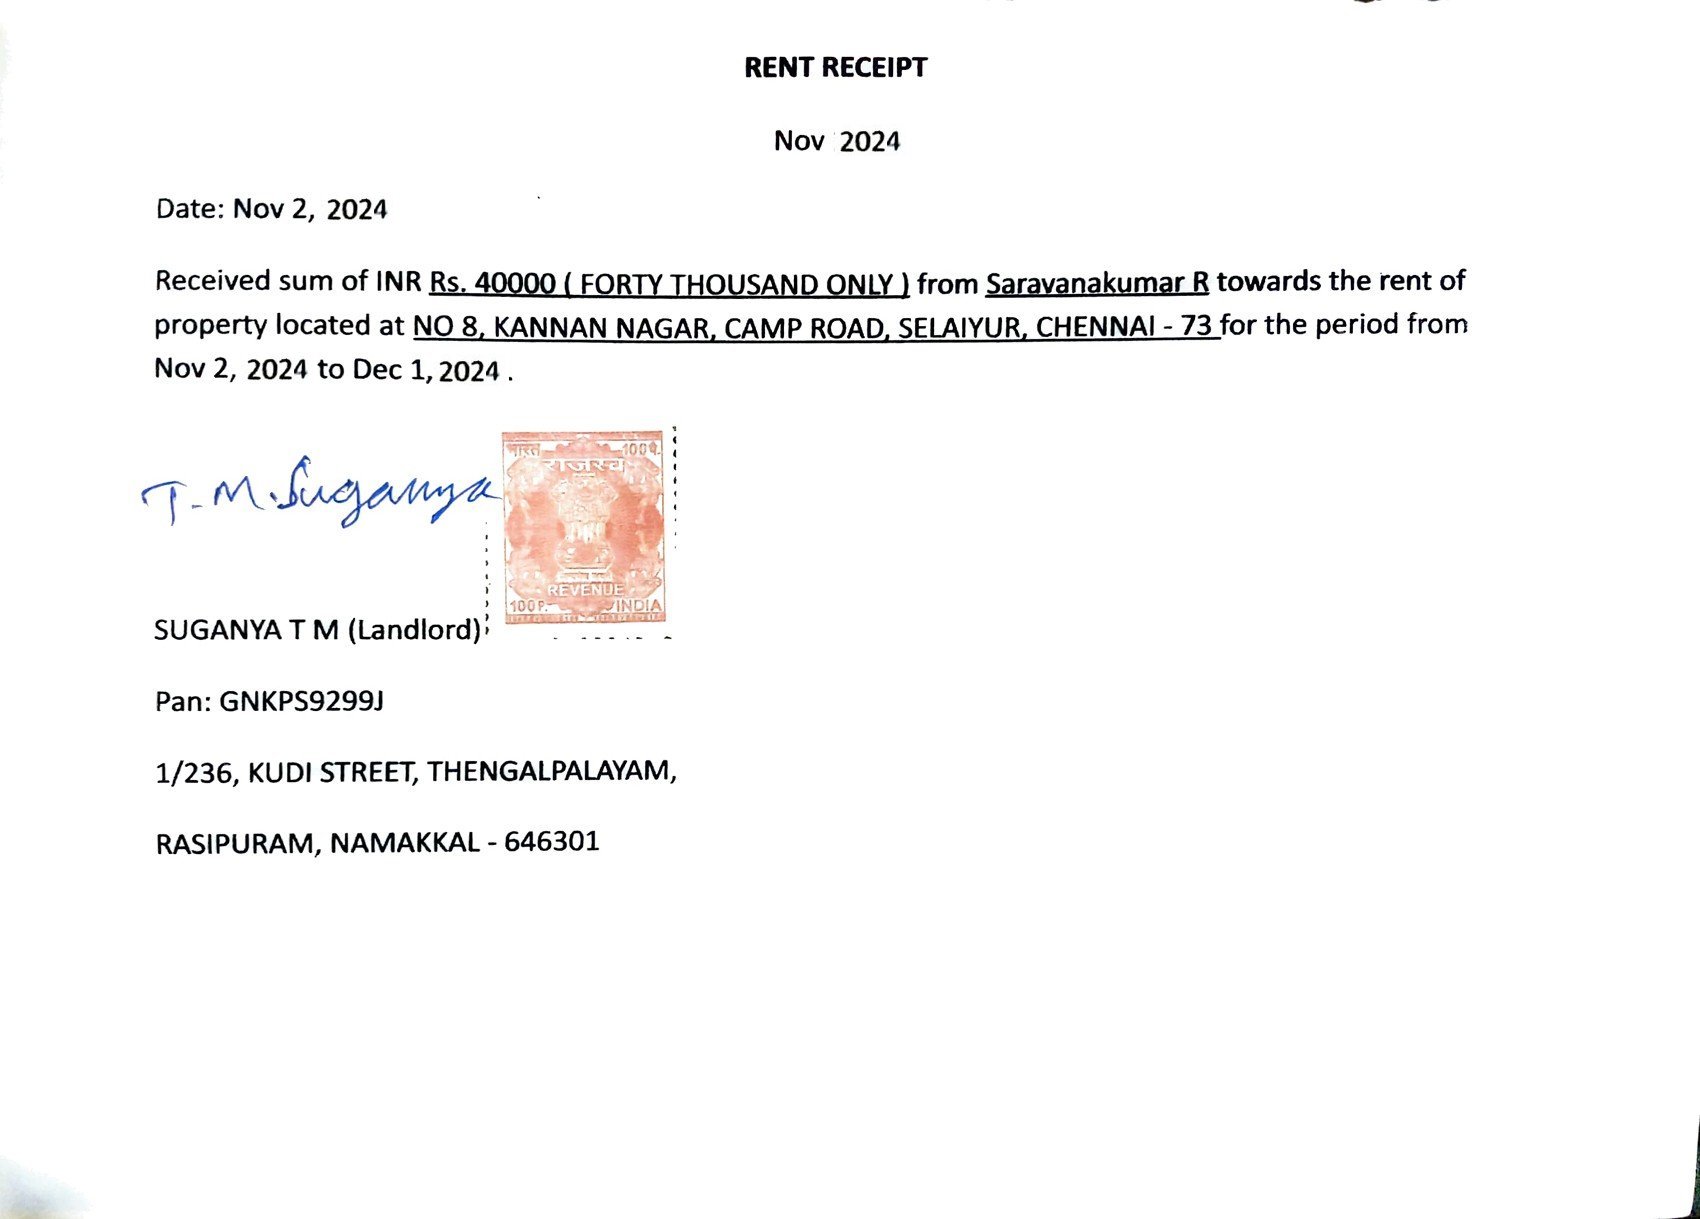 RENT RECEIPT
Nov 2024
Date: Nov 2, 2024
Received sum of INR Rs. 40000 ( FORTY THOUSAND ONLY ) from Saravanakumar R towards the rent of
property located at NO 8, KANNAN NAGAR, CAMP ROAD, SELAIYUR, CHENNAI - 73 for the period from
Nov 2, 2024 to Dec 1, 2024 .
T. M. Suganya
भारत 100 प.
राजस्व
REVENUE
100 P. INDIA
SUGANYA T M (Landlord)
Pan: GNKPS9299J
1/236, KUDI STREET, THENGALPALAYAM,
RASIPURAM, NAMAKKAL - 646301